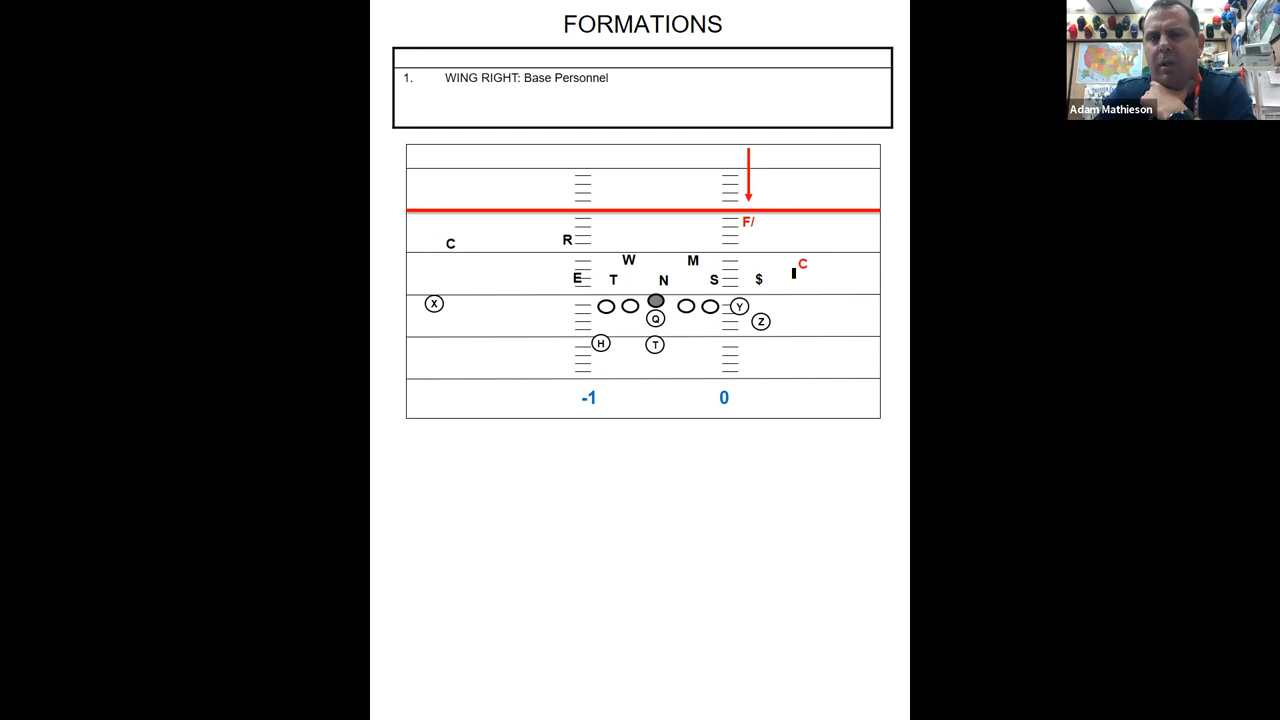 FORMATIONS
Adam Mathieson
1. WING RIGHT: Base Personnel
F/
C R
W M C
E T N S $
X Y
Q Z
H T
-1 0